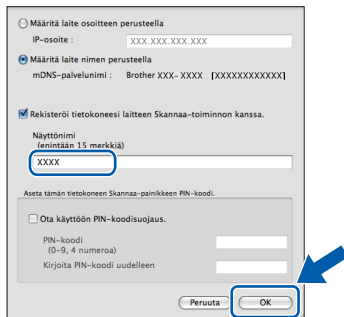 Määritä laite osoitteen perusteella
IP-osoite : XXX.XXX.XXX.XXX
Määritä laite nimen perusteella
mDNS-palvelunimi : Brother XXX- XXXX [XXXXXXXXXXXX]
Rekisteröi tietokoneesi laitteen Skannaa-toiminnon kanssa.
Näyttönimi
(enintään 15 merkkiä)
XXXX
Aseta tämän tietokoneen Skannaa-painikkeen PIN-koodi.
Ota käyttöön PIN-koodisuojaus.
PIN-koodi
(0-9, 4 numeroa)
Kirjoita PIN-koodi uudelleen
Peruuta OK